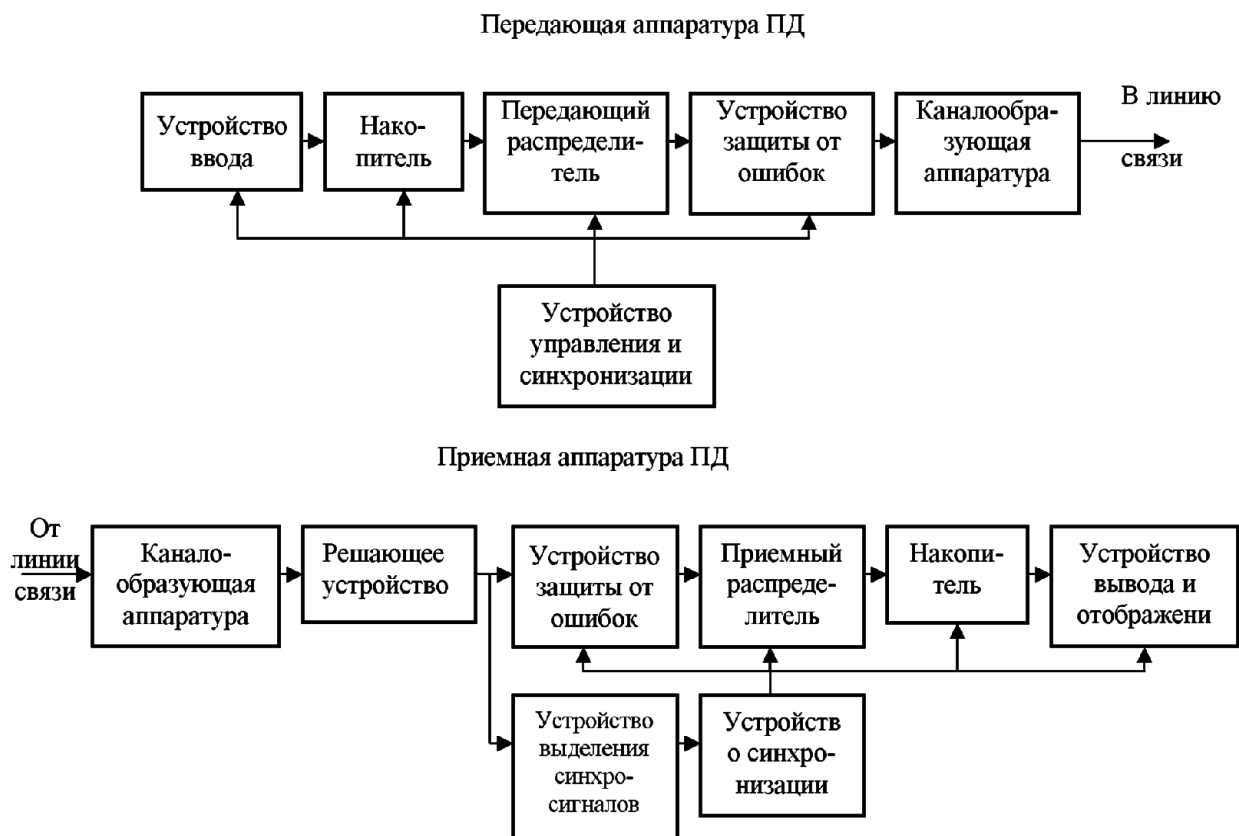 Передающая аппаратура ПД
Устройство
ввода
Нако-
питель
Передающий
распредели-
тель
Устройство
защиты от
ошибок
Каналообра-
зующая
аппаратура
В линию
связи
Устройство
управления и
синхронизации
Приемная аппаратура ПД
От
линии
связи
Канало-
образующая
аппаратура
Решающее
устройство
Устройство
защиты от
ошибок
Приемный
распреде-
литель
Накопи-
тель
Устройство
вывода и
отображени
Устройство
выделения
синхро-
сигналов
Устройств
о синхро-
низации